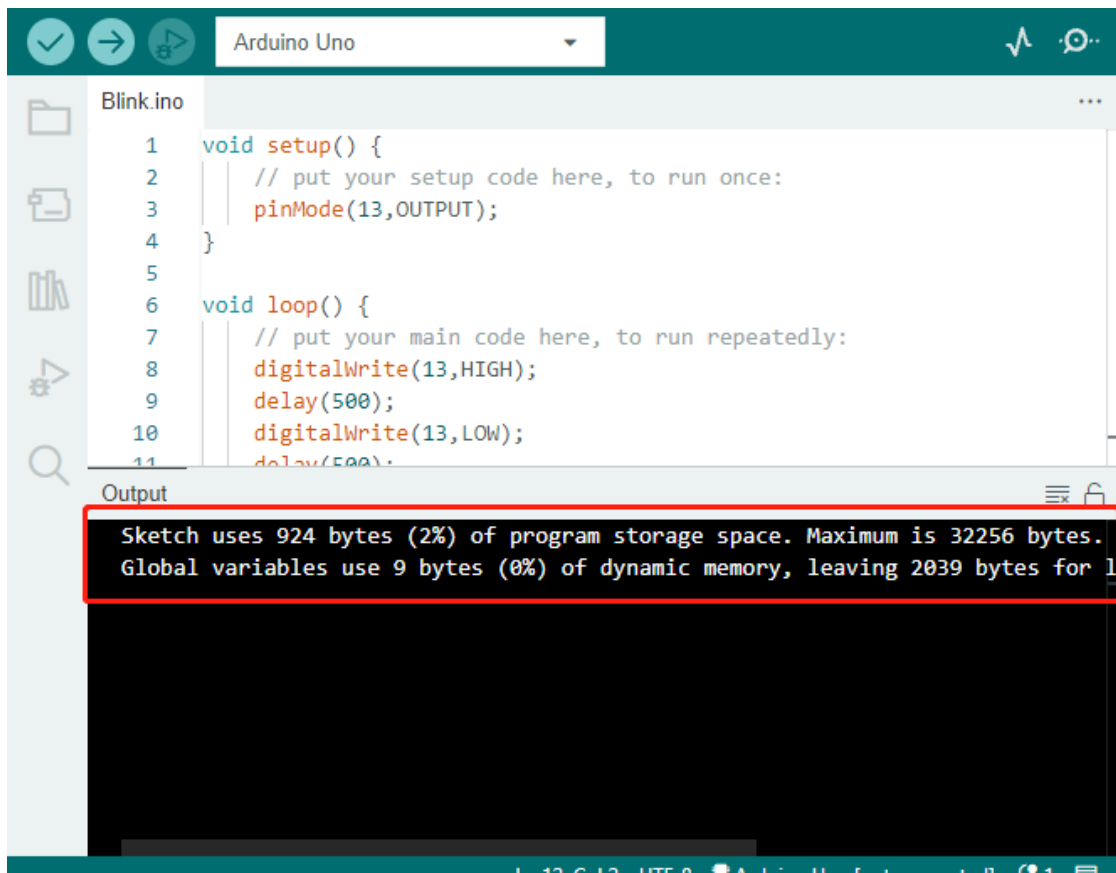 Arduino Uno
Blink.ino
1 void setup() {
2 // put your setup code here, to run once:
3 pinMode(13,OUTPUT);
4 }
5
6 void loop() {
7 // put your main code here, to run repeatedly:
8 digitalWrite(13,HIGH);
9 delay(500);
10 digitalWrite(13,LOW);
11 delay(500);
Output
Sketch uses 924 bytes (2%) of program storage space. Maximum is 32256 bytes.
Global variables use 9 bytes (0%) of dynamic memory, leaving 2039 bytes for l